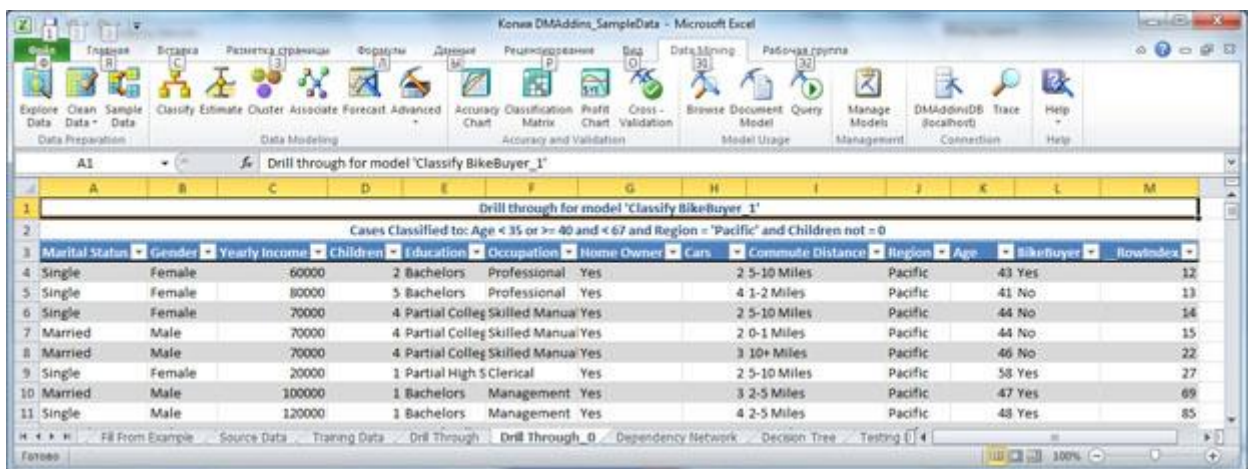 Копия DMAddins_SampleData - Microsoft Excel
Файл Главная Вставка Разметка страницы Формулы Данные Рецензирование Вид Data Mining Рабочая группа
Explore Data Clean Data Sample Data Classify Estimate Cluster Associate Forecast Advanced Accuracy Chart Classification Matrix Profit Chart Cross - Validation Browse Document Model Query Manage Models DMAddinsDB (localhost) Trace Help
Data Preparation Data Modeling Accuracy and Validation Model Usage Management Connection Help
A1 fx Drill through for model 'Classify BikeBuyer_1'
A B C D E F G H I J K L M
1 Drill through for model 'Classify BikeBuyer_1'
2 Cases Classified to: Age < 35 or >= 40 and < 67 and Region = 'Pacific' and Children not = 0
3 Marital Status Gender Yearly Income Children Education Occupation Home Owner Cars Commute Distance Region Age BikeBuyer _RowIndex
4 Single Female 60000 2 Bachelors Professional Yes 2 5-10 Miles Pacific 43 Yes 12
5 Single Female 80000 5 Bachelors Professional Yes 4 1-2 Miles Pacific 41 No 13
6 Single Female 70000 4 Partial Colleg Skilled Manual Yes 2 5-10 Miles Pacific 44 No 14
7 Married Male 70000 4 Partial Colleg Skilled Manual Yes 2 0-1 Miles Pacific 44 No 15
8 Married Male 70000 4 Partial Colleg Skilled Manual Yes 3 10+ Miles Pacific 46 No 22
9 Single Female 20000 1 Partial High S Clerical Yes 2 5-10 Miles Pacific 58 Yes 27
10 Married Male 100000 1 Bachelors Management Yes 3 2-5 Miles Pacific 47 Yes 69
11 Single Male 120000 1 Bachelors Management Yes 4 2-5 Miles Pacific 48 Yes 85
Fill From Example Source Data Training Data Drill Through Drill Through_0 Dependency Network Decision Tree Testing
Готово 100%